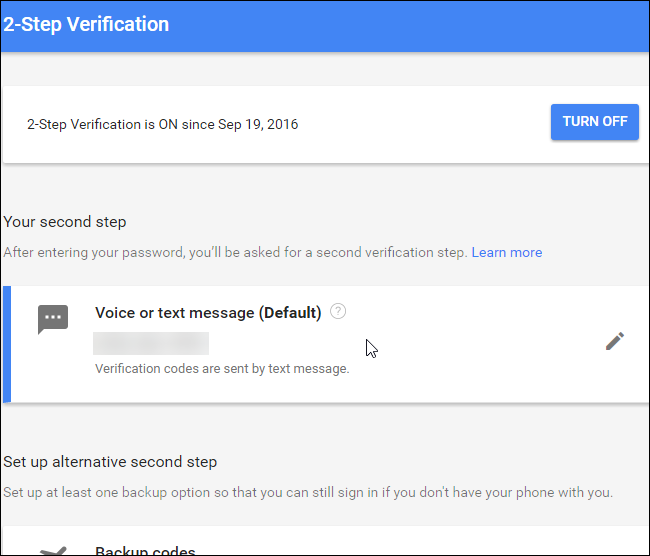 2-Step Verification
2-Step Verification is ON since Sep 19, 2016
TURN OFF
Your second step
After entering your password, you'll be asked for a second verification step. Learn more
Voice or text message (Default) ?
Verification codes are sent by text message.
Set up alternative second step
Set up at least one backup option so that you can still sign in if you don't have your phone with you.
Backup codes